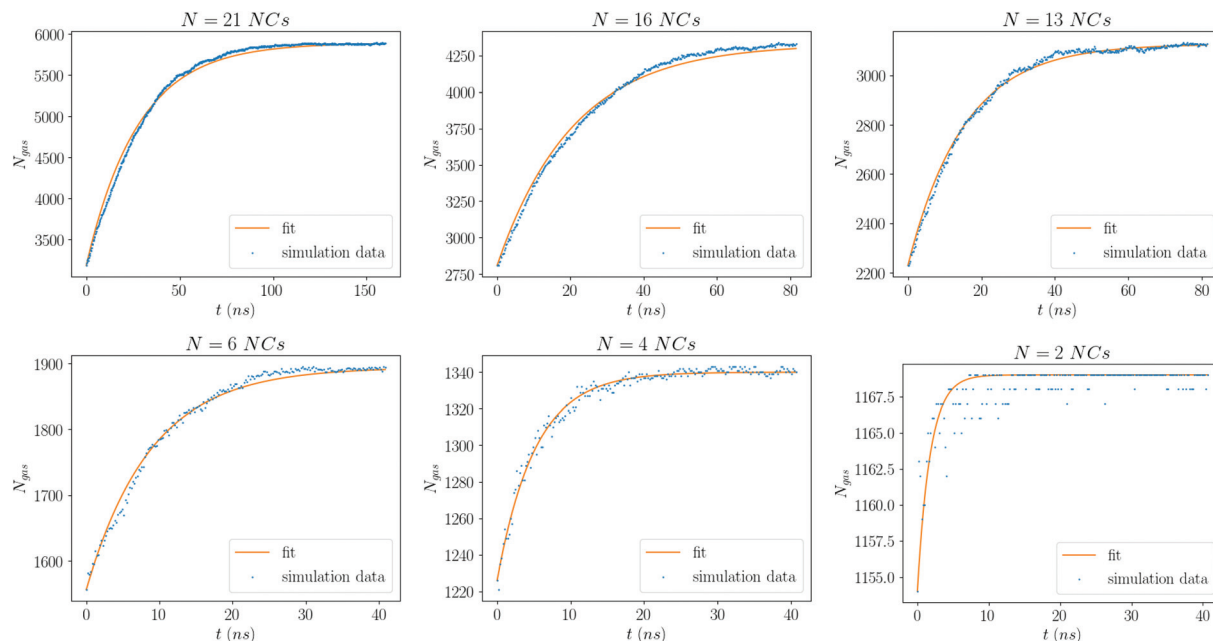 N = 21 NCs
6000
5500
5000
4500
4000
3500
N_gas
fit
simulation data
0 50 100 150
t (ns)
N = 16 NCs
4250
4000
3750
3500
3250
3000
2750
N_gas
fit
simulation data
0 20 40 60 80
t (ns)
N = 13 NCs
3000
2800
2600
2400
2200
N_gas
fit
simulation data
0 20 40 60 80
t (ns)
N = 6 NCs
1900
1800
1700
1600
N_gas
fit
simulation data
0 10 20 30 40
t (ns)
N = 4 NCs
1340
1320
1300
1280
1260
1240
1220
N_gas
fit
simulation data
0 10 20 30 40
t (ns)
N = 2 NCs
1167.5
1165.0
1162.5
1160.0
1157.5
1155.0
N_gas
fit
simulation data
0 10 20 30 40
t (ns)